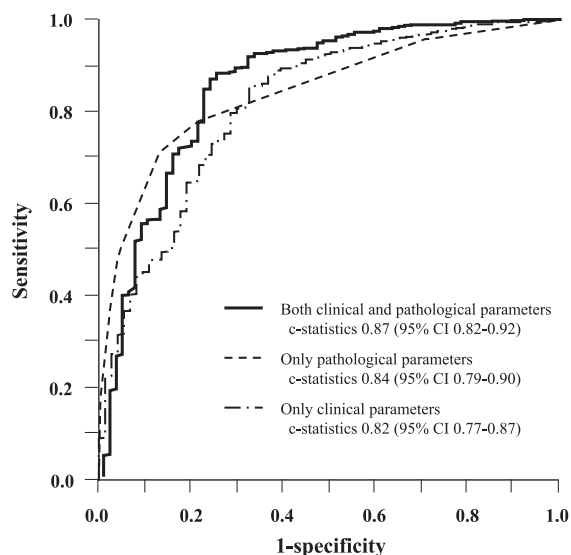 1.0
0.8
0.6
0.4
0.2
0.0
Sensitivity
Both clinical and pathological parameters
c-statistics 0.87 (95% CI 0.82-0.92)
Only pathological parameters
c-statistics 0.84 (95% CI 0.79-0.90)
Only clinical parameters
c-statistics 0.82 (95% CI 0.77-0.87)
0.0 0.2 0.4 0.6 0.8 1.0
1-specificity